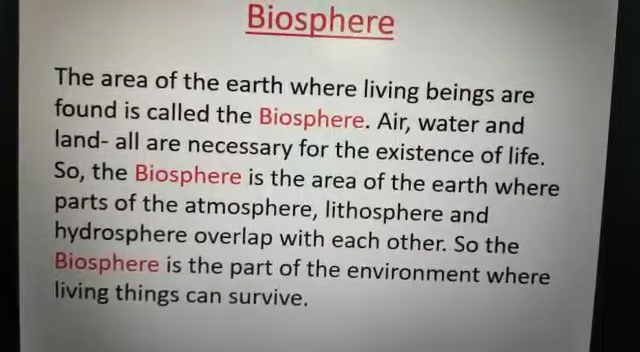 Biosphere
The area of the earth where living beings are
found is called the Biosphere. Air, water and
land- all are necessary for the existence of life.
So, the Biosphere is the area of the earth where
parts of the atmosphere, lithosphere and
hydrosphere overlap with each other. So the
Biosphere is the part of the environment where
living things can survive.